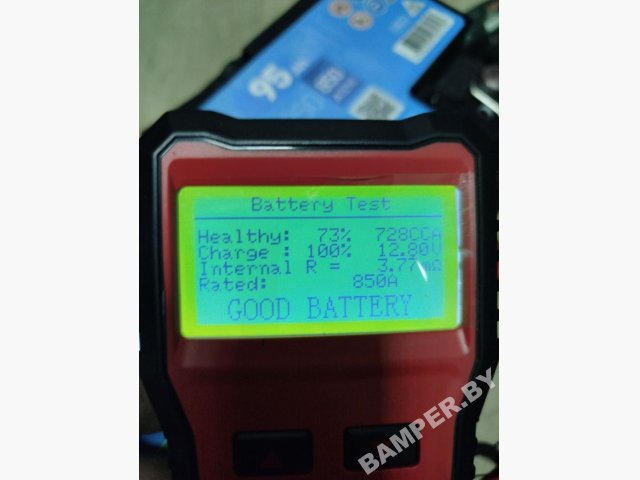 95
850
Battery Test
Healthy: 73% 728CCA
Charge : 100% 12.80V
Internal R = 3.77mΩ
Rated: 850A
GOOD BATTERY
BAMPER.BY